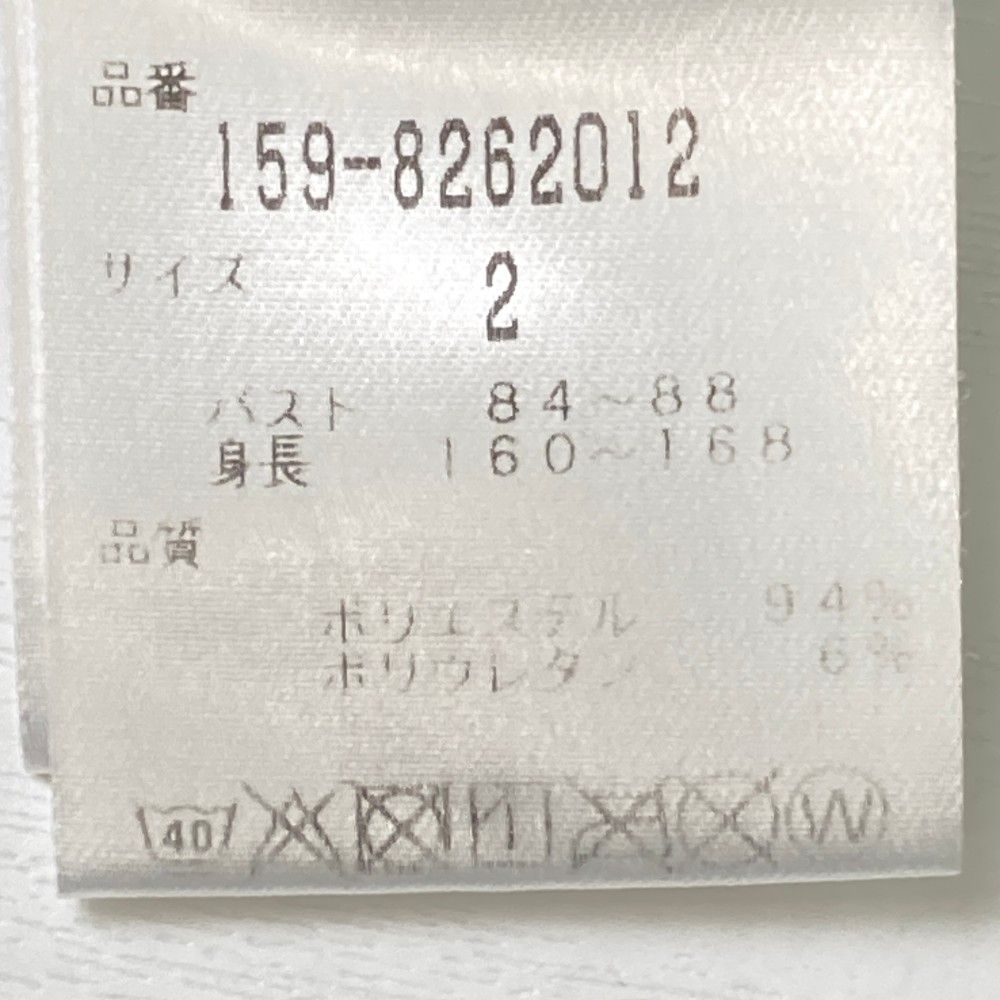 品番
159-8262012
サイズ 2
バスト 84～88
身長 160～168
品質
ポリエステル 94%
ポリウレタン 6%
40
W